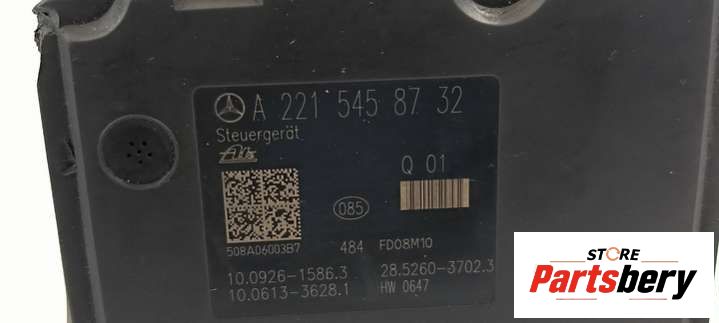 A 221 545 87 32
Steuergerät
Ate
Q 01
085
508A06003B7
484 FD08M10
10.0926-1586.3 28.5260-3702.3
10.0613-3628.1 HW 0647
STORE
Partsbery